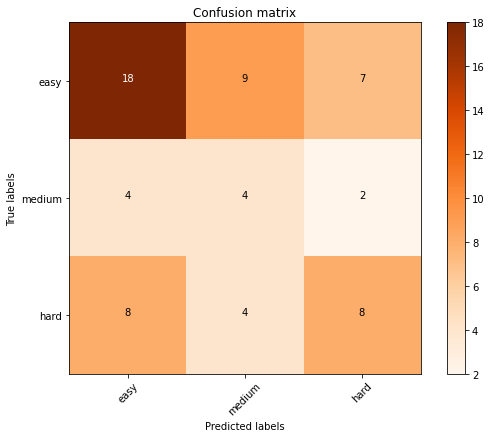 Confusion matrix
True labels
easy 18 9 7
medium 4 4 2
hard 8 4 8
easy medium hard
Predicted labels
18
16
14
12
10
8
6
4
2